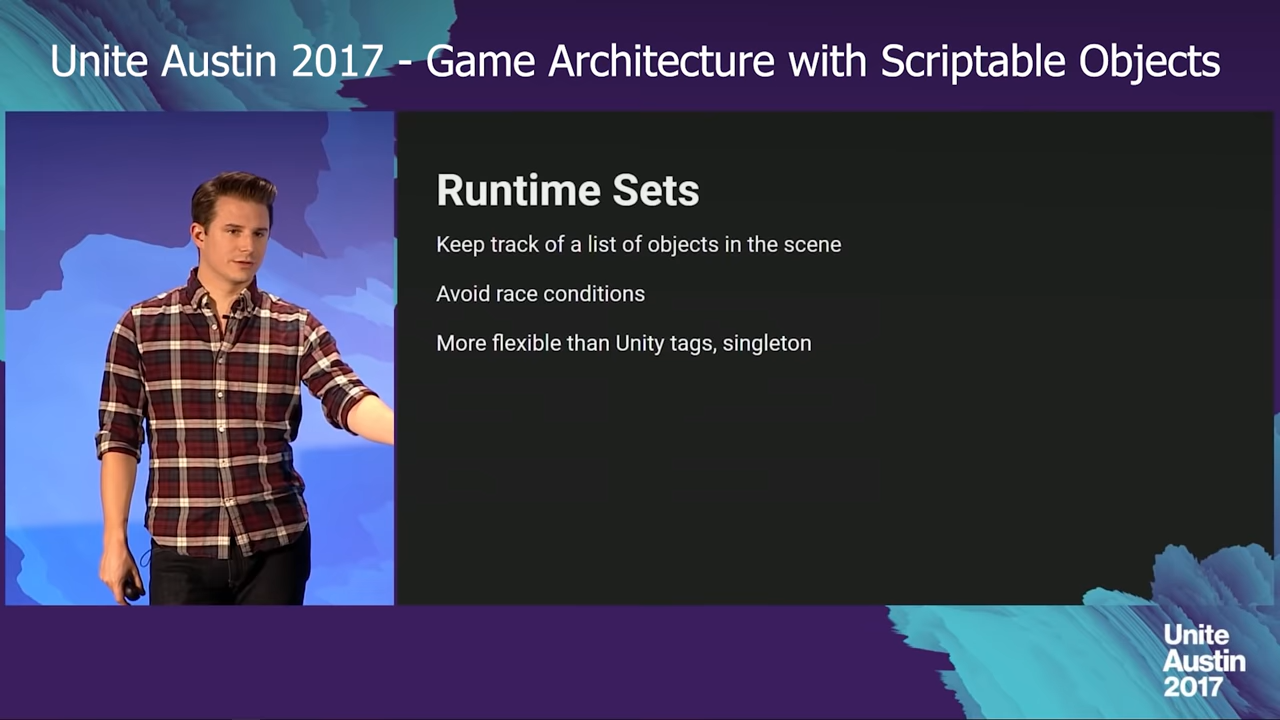 Unite Austin 2017 - Game Architecture with Scriptable Objects
Runtime Sets
Keep track of a list of objects in the scene
Avoid race conditions
More flexible than Unity tags, singleton
Unite
Austin
2017